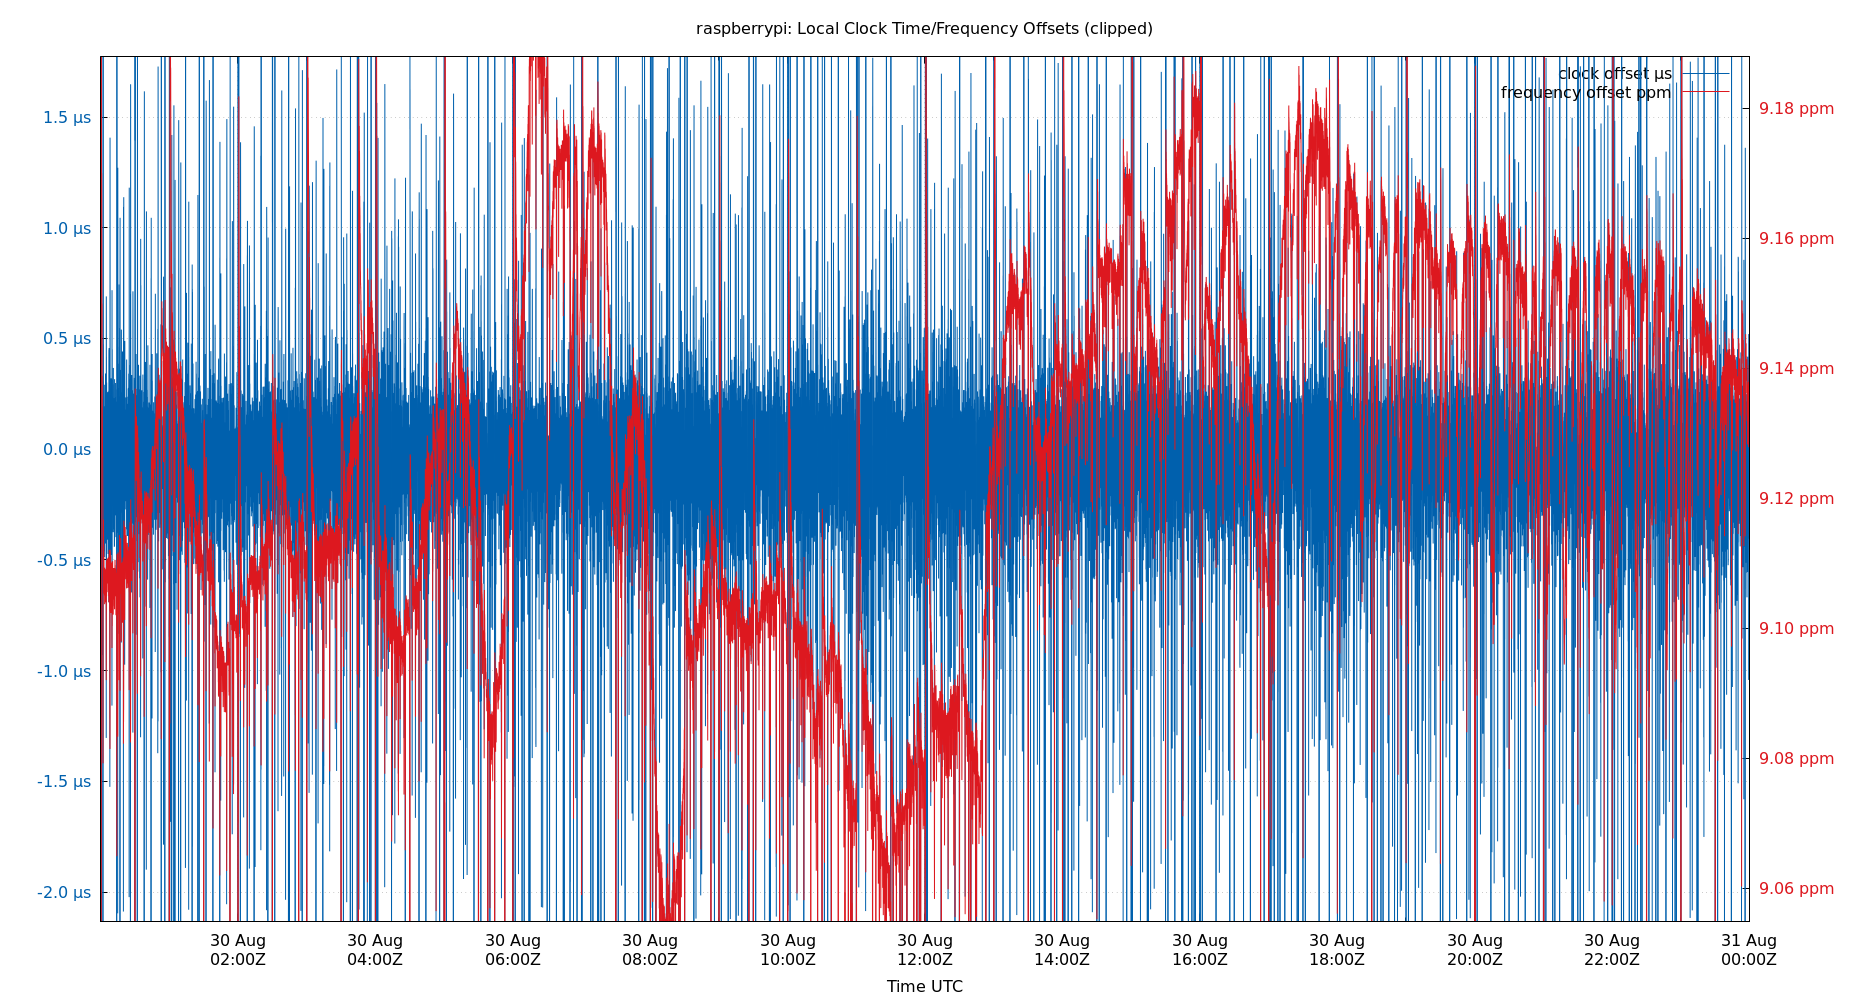 raspberrypi: Local Clock Time/Frequency Offsets (clipped)
clock offset µs
frequency offset ppm
1.5 µs
1.0 µs
0.5 µs
0.0 µs
-0.5 µs
-1.0 µs
-1.5 µs
-2.0 µs
9.18 ppm
9.16 ppm
9.14 ppm
9.12 ppm
9.10 ppm
9.08 ppm
9.06 ppm
30 Aug 30 Aug 30 Aug 30 Aug 30 Aug 30 Aug 30 Aug 30 Aug 30 Aug 30 Aug 30 Aug 31 Aug
02:00Z 04:00Z 06:00Z 08:00Z 10:00Z 12:00Z 14:00Z 16:00Z 18:00Z 20:00Z 22:00Z 00:00Z
Time UTC